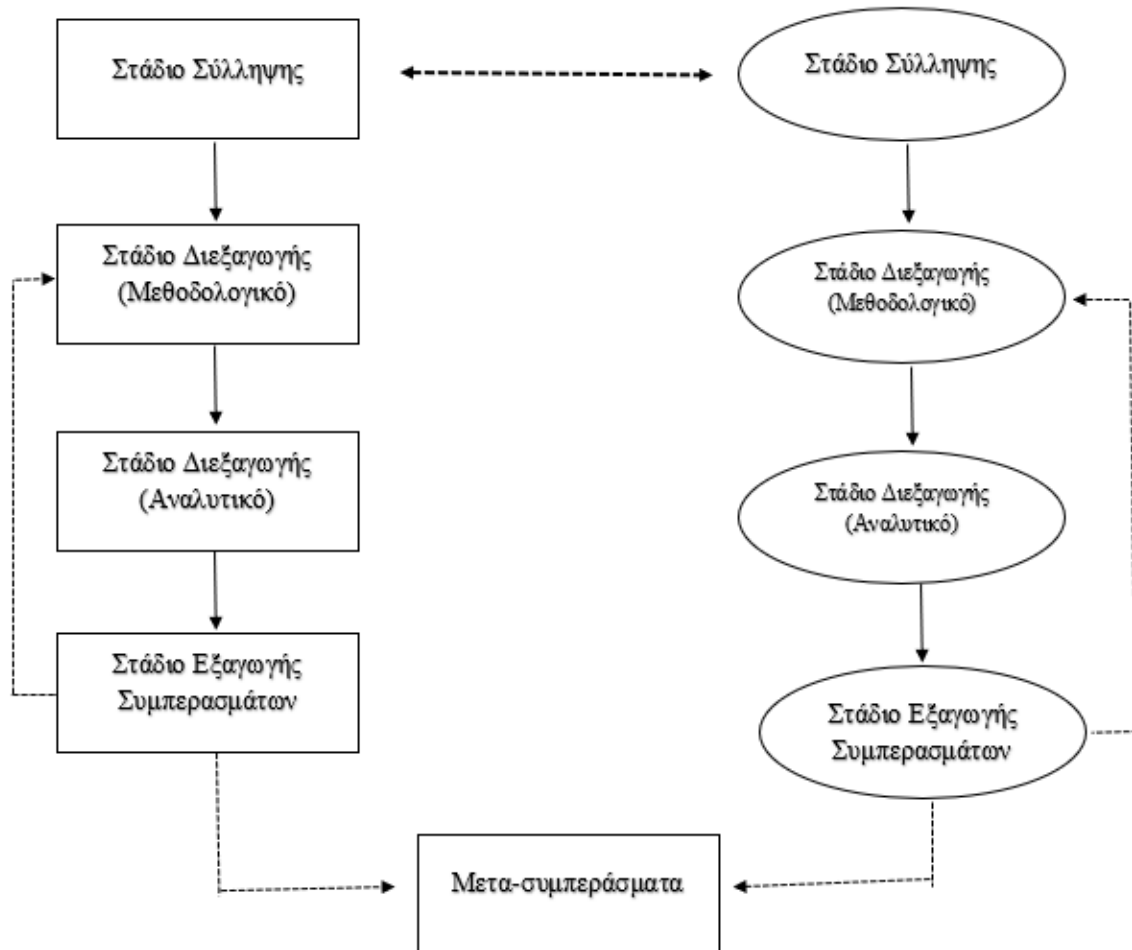 Στάδιο Σύλληψης
Στάδιο Σύλληψης
Στάδιο Διεξαγωγής
(Μεθοδολογικό)
Στάδιο Διεξαγωγής
(Μεθοδολογικό)
Στάδιο Διεξαγωγής
(Αναλυτικό)
Στάδιο Διεξαγωγής
(Αναλυτικό)
Στάδιο Εξαγωγής
Συμπερασμάτων
Στάδιο Εξαγωγής
Συμπερασμάτων
Μετα-συμπεράσματα